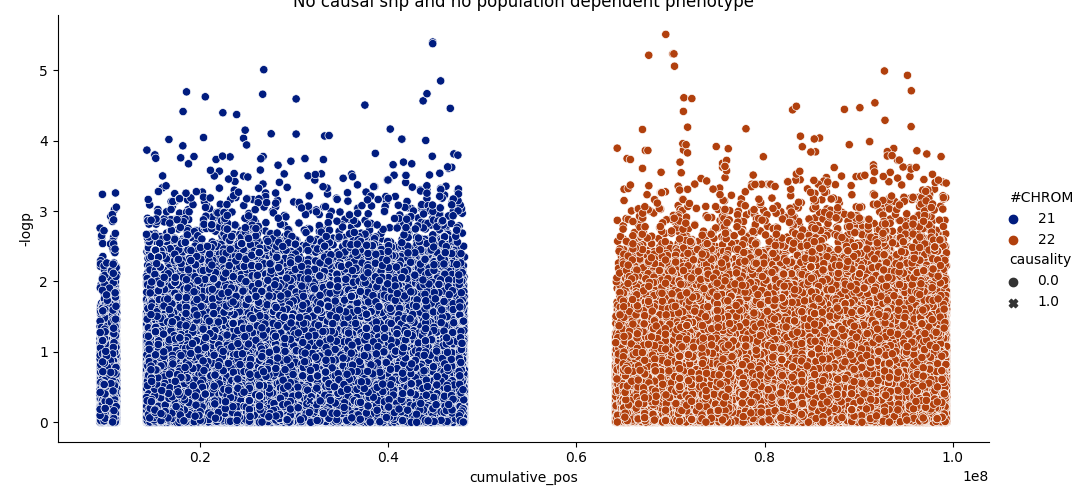 No causal snp and no population dependent phenotype
5
4
3
2
1
0
-logp
0.2
0.4
0.6
0.8
1.0
1e8
cumulative_pos
#CHROM
21
22
causality
0.0
1.0